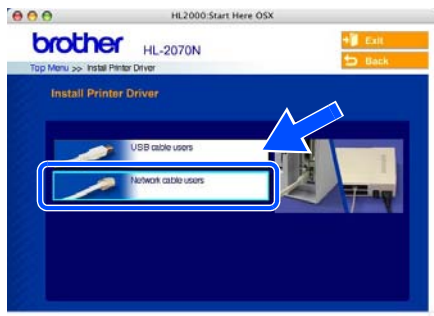 HL2000:Start Here OSX
brother HL-2070N
Exit
Back
Top Menu >> Install Printer Driver
Install Printer Driver
USB cable users
Network cable users